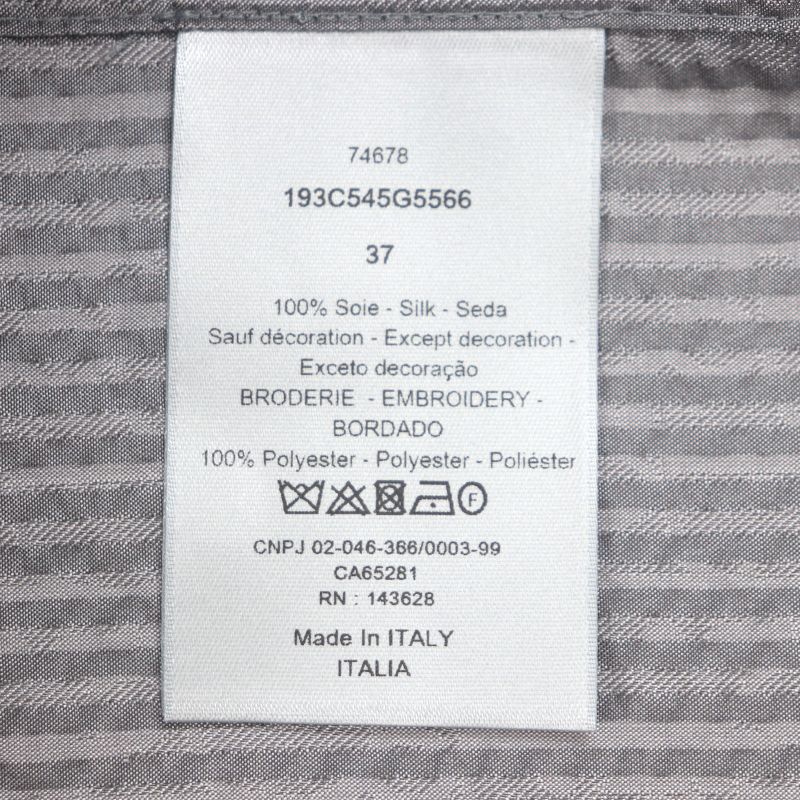 74678
193C545G5566
37
100% Soie - Silk - Seda
Sauf décoration - Except decoration -
Exceto decoração
BRODERIE - EMBROIDERY -
BORDADO
100% Polyester - Polyester - Poliéster
F
CNPJ 02-046-366/0003-99
CA65281
RN : 143628
Made In ITALY
ITALIA